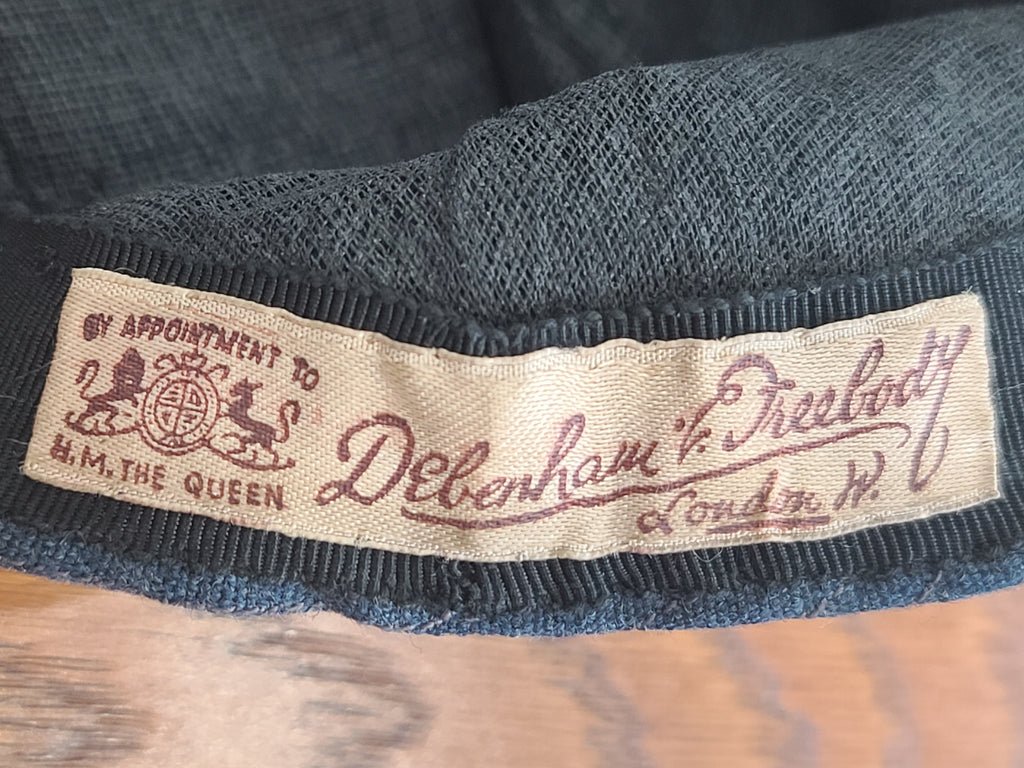 BY APPOINTMENT TO
H.M. THE QUEEN
Debenham & Freebody
London W.